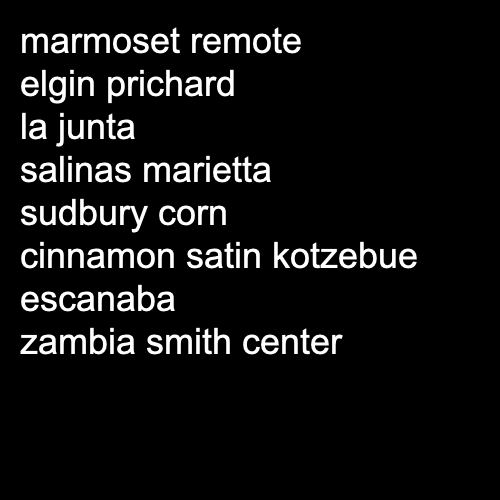 marmoset remote
elgin prichard
la junta
salinas marietta
sudbury corn
cinnamon satin kotzebue
escanaba
zambia smith center